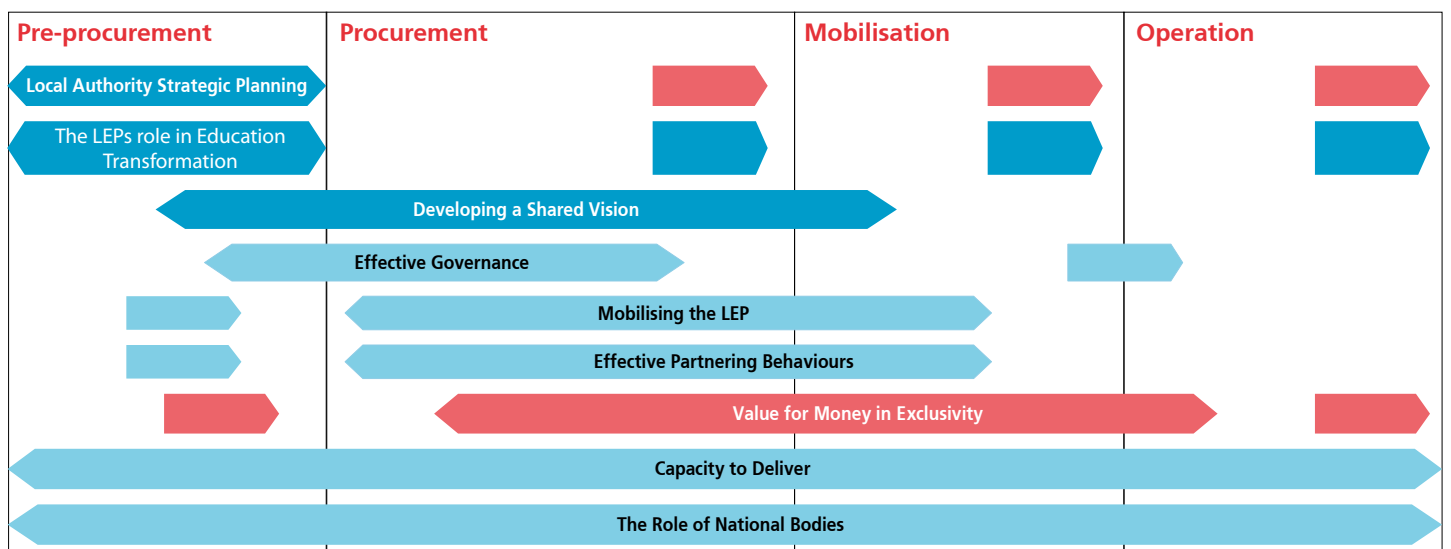 Pre-procurement
Procurement
Mobilisation
Operation
Local Authority Strategic Planning
The LEPs role in Education
Transformation
Developing a Shared Vision
Effective Governance
Mobilising the LEP
Effective Partnering Behaviours
Value for Money in Exclusivity
Capacity to Deliver
The Role of National Bodies